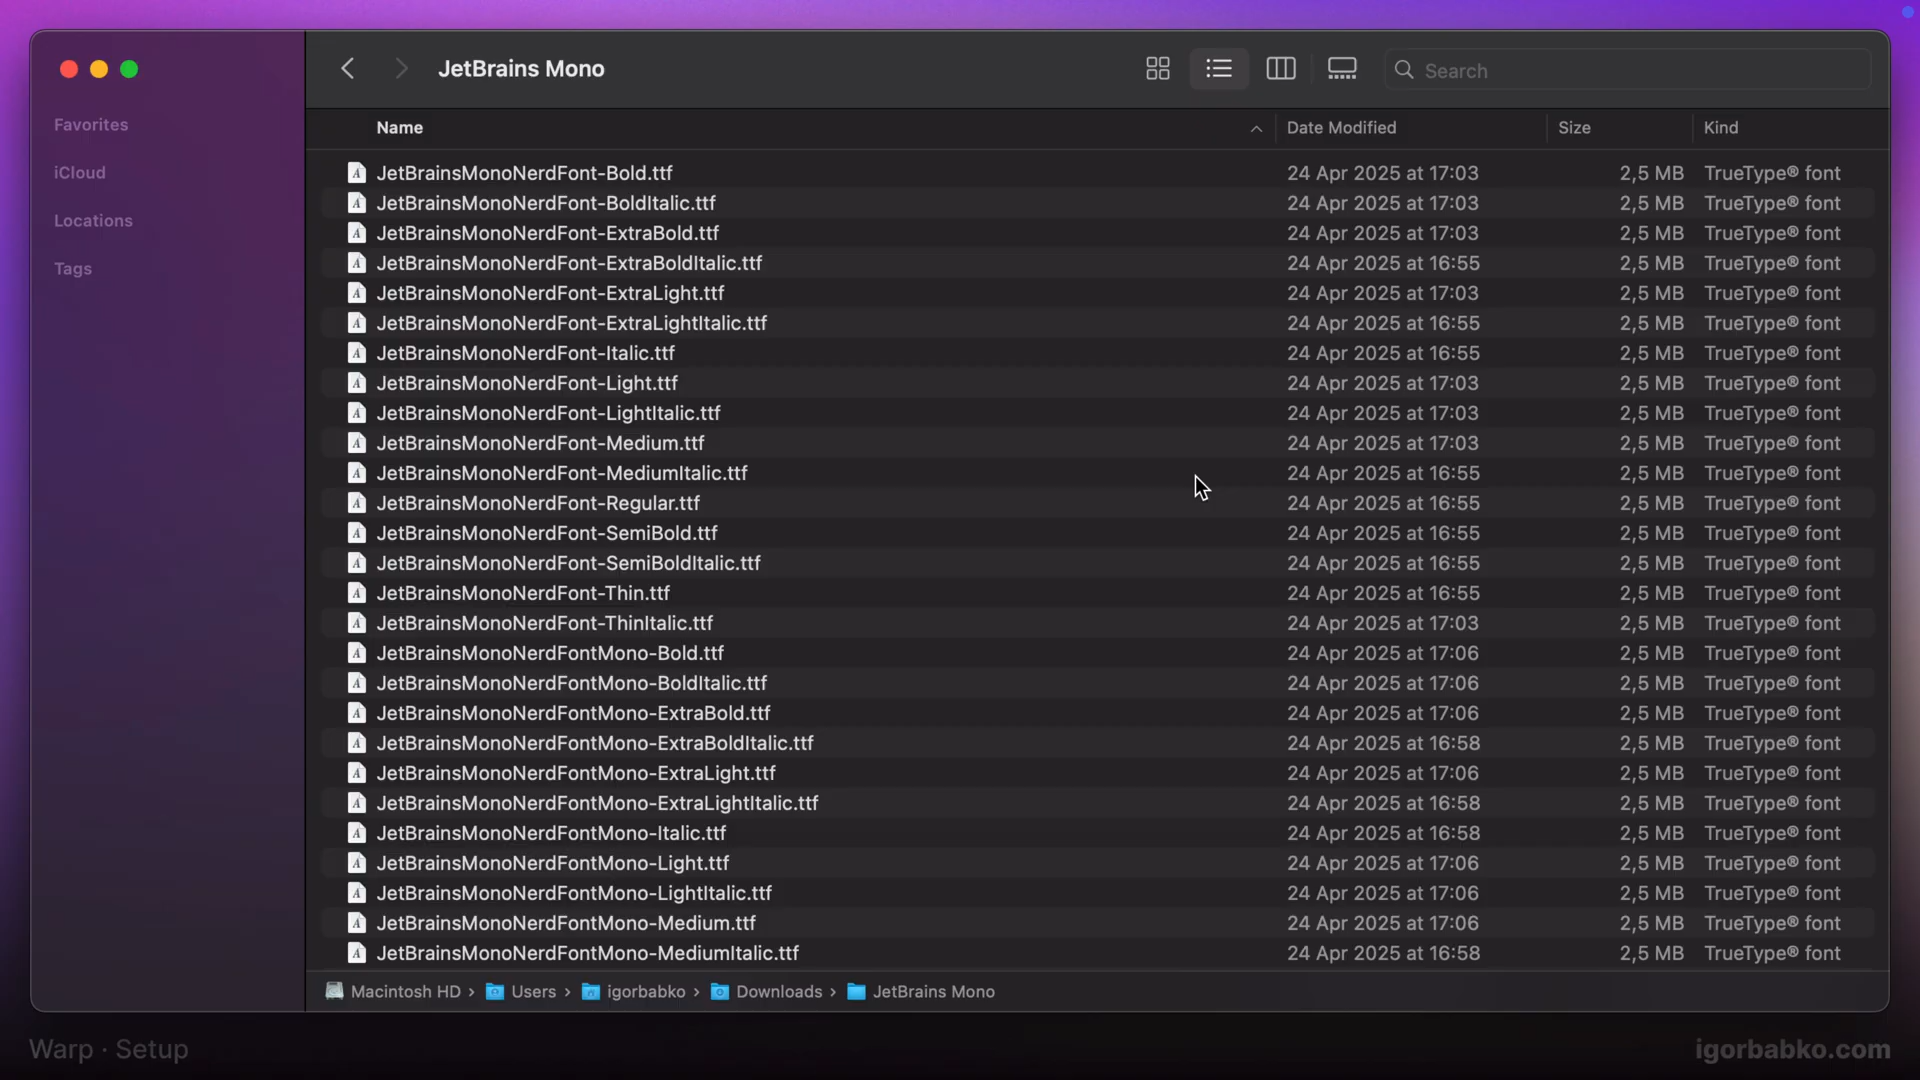 JetBrains Mono
Search
Favorites
iCloud
Locations
Tags
Name Date Modified Size Kind
JetBrainsMonoNerdFont-Bold.ttf 24 Apr 2025 at 17:03 2,5 MB TrueType® font
JetBrainsMonoNerdFont-BoldItalic.ttf 24 Apr 2025 at 17:03 2,5 MB TrueType® font
JetBrainsMonoNerdFont-ExtraBold.ttf 24 Apr 2025 at 17:03 2,5 MB TrueType® font
JetBrainsMonoNerdFont-ExtraBoldItalic.ttf 24 Apr 2025 at 16:55 2,5 MB TrueType® font
JetBrainsMonoNerdFont-ExtraLight.ttf 24 Apr 2025 at 17:03 2,5 MB TrueType® font
JetBrainsMonoNerdFont-ExtraLightItalic.ttf 24 Apr 2025 at 16:55 2,5 MB TrueType® font
JetBrainsMonoNerdFont-Italic.ttf 24 Apr 2025 at 16:55 2,5 MB TrueType® font
JetBrainsMonoNerdFont-Light.ttf 24 Apr 2025 at 17:03 2,5 MB TrueType® font
JetBrainsMonoNerdFont-LightItalic.ttf 24 Apr 2025 at 17:03 2,5 MB TrueType® font
JetBrainsMonoNerdFont-Medium.ttf 24 Apr 2025 at 17:03 2,5 MB TrueType® font
JetBrainsMonoNerdFont-MediumItalic.ttf 24 Apr 2025 at 16:55 2,5 MB TrueType® font
JetBrainsMonoNerdFont-Regular.ttf 24 Apr 2025 at 16:55 2,5 MB TrueType® font
JetBrainsMonoNerdFont-SemiBold.ttf 24 Apr 2025 at 16:55 2,5 MB TrueType® font
JetBrainsMonoNerdFont-SemiBoldItalic.ttf 24 Apr 2025 at 16:55 2,5 MB TrueType® font
JetBrainsMonoNerdFont-Thin.ttf 24 Apr 2025 at 16:55 2,5 MB TrueType® font
JetBrainsMonoNerdFont-ThinItalic.ttf 24 Apr 2025 at 17:03 2,5 MB TrueType® font
JetBrainsMonoNerdFontMono-Bold.ttf 24 Apr 2025 at 17:06 2,5 MB TrueType® font
JetBrainsMonoNerdFontMono-BoldItalic.ttf 24 Apr 2025 at 17:06 2,5 MB TrueType® font
JetBrainsMonoNerdFontMono-ExtraBold.ttf 24 Apr 2025 at 17:06 2,5 MB TrueType® font
JetBrainsMonoNerdFontMono-ExtraBoldItalic.ttf 24 Apr 2025 at 16:58 2,5 MB TrueType® font
JetBrainsMonoNerdFontMono-ExtraLight.ttf 24 Apr 2025 at 17:06 2,5 MB TrueType® font
JetBrainsMonoNerdFontMono-ExtraLightItalic.ttf 24 Apr 2025 at 16:58 2,5 MB TrueType® font
JetBrainsMonoNerdFontMono-Italic.ttf 24 Apr 2025 at 16:58 2,5 MB TrueType® font
JetBrainsMonoNerdFontMono-Light.ttf 24 Apr 2025 at 17:06 2,5 MB TrueType® font
JetBrainsMonoNerdFontMono-LightItalic.ttf 24 Apr 2025 at 17:06 2,5 MB TrueType® font
JetBrainsMonoNerdFontMono-Medium.ttf 24 Apr 2025 at 17:06 2,5 MB TrueType® font
JetBrainsMonoNerdFontMono-MediumItalic.ttf 24 Apr 2025 at 16:58 2,5 MB TrueType® font
Macintosh HD › Users › igorbabko › Downloads › JetBrains Mono
Warp · Setup
igorbabko.com